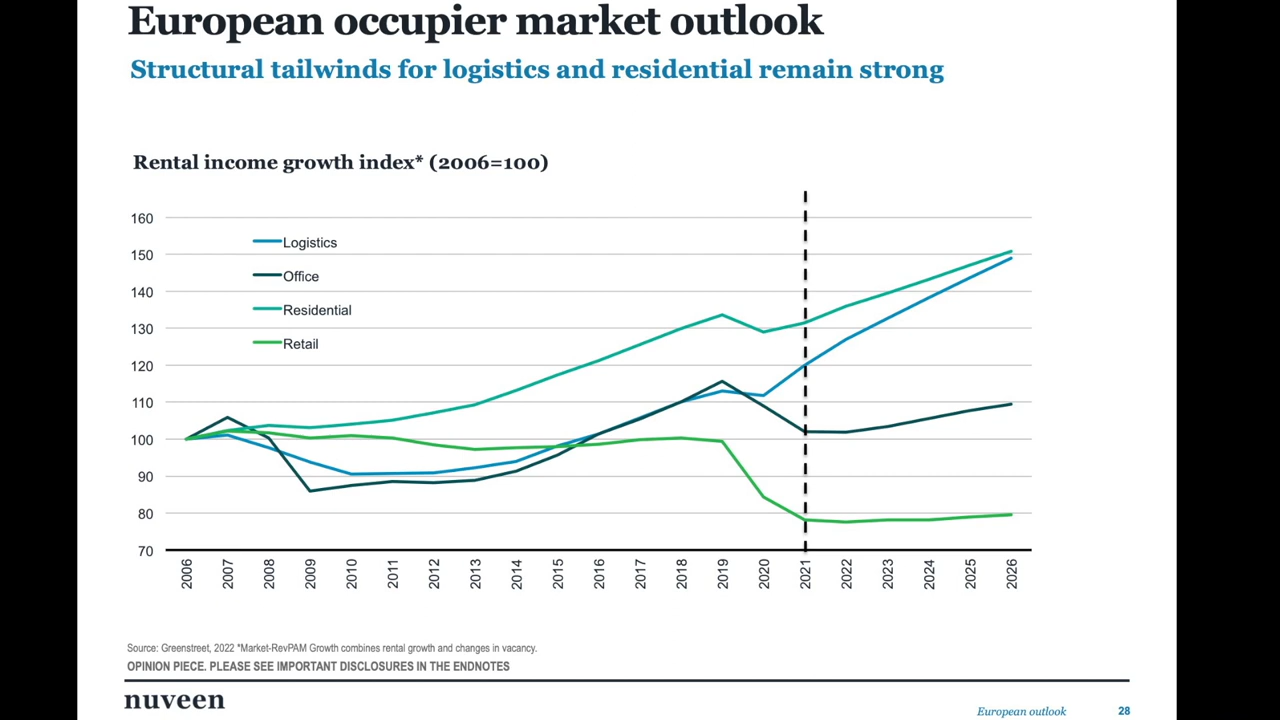 European occupier market outlook
Structural tailwinds for logistics and residential remain strong
Rental income growth index* (2006=100)
160
150
140
130
120
110
100
90
80
70
Logistics
Office
Residential
Retail
2006 2007 2008 2009 2010 2011 2012 2013 2014 2015 2016 2017 2018 2019 2020 2021 2022 2023 2024 2025 2026
Source: Greenstreet, 2022 *Market-RevPAM Growth combines rental growth and changes in vacancy.
OPINION PIECE. PLEASE SEE IMPORTANT DISCLOSURES IN THE ENDNOTES
nuveen
European outlook 28